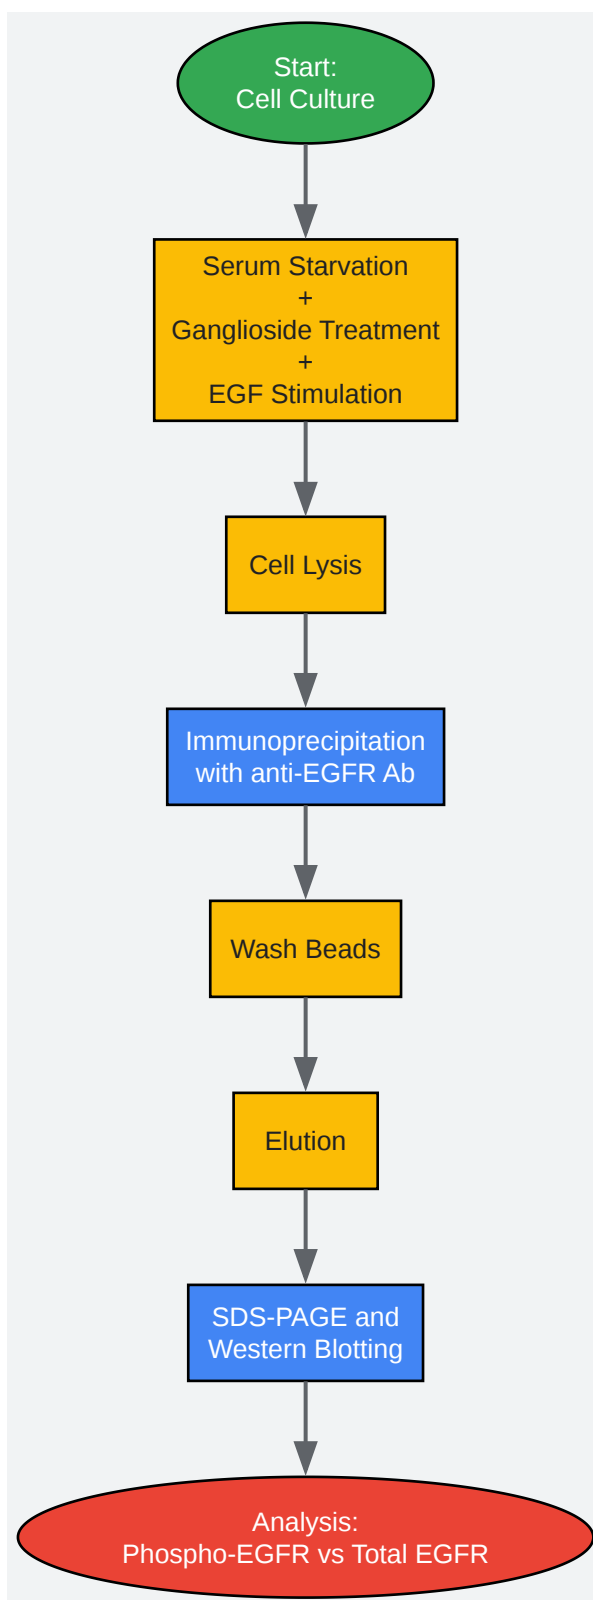 Start:
Cell Culture
Serum Starvation
+
Ganglioside Treatment
+
EGF Stimulation
Cell Lysis
Immunoprecipitation
with anti-EGFR Ab
Wash Beads
Elution
SDS-PAGE and
Western Blotting
Analysis:
Phospho-EGFR vs Total EGFR